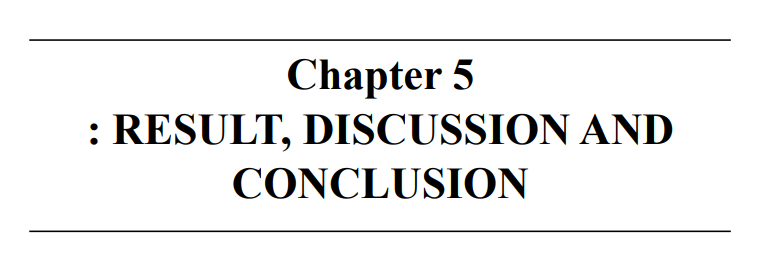 Chapter 5
: RESULT, DISCUSSION AND
CONCLUSION